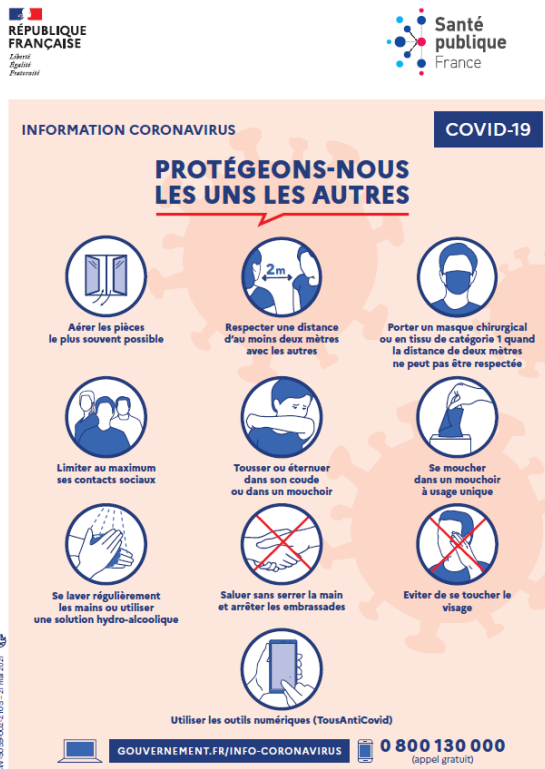 RÉPUBLIQUE
FRANÇAISE
Liberté
Égalité
Fraternité
Santé
publique
France
INFORMATION CORONAVIRUS
COVID-19
PROTÉGEONS-NOUS
LES UNS LES AUTRES
Aérer les pièces
le plus souvent possible
2m
Respecter une distance
d'au moins deux mètres
avec les autres
Porter un masque chirurgical
ou en tissu de catégorie 1 quand
la distance de deux mètres
ne peut pas être respectée
Limiter au maximum
ses contacts sociaux
Tousser ou éternuer
dans son coude
ou dans un mouchoir
Se moucher
dans un mouchoir
à usage unique
Se laver régulièrement
les mains ou utiliser
une solution hydro-alcoolique
Saluer sans serrer la main
et arrêter les embrassades
Eviter de se toucher le
visage
Utiliser les outils numériques (TousAntiCovid)
GOUVERNEMENT.FR/INFO-CORONAVIRUS
0 800 130 000
(appel gratuit)
21 mai 2021